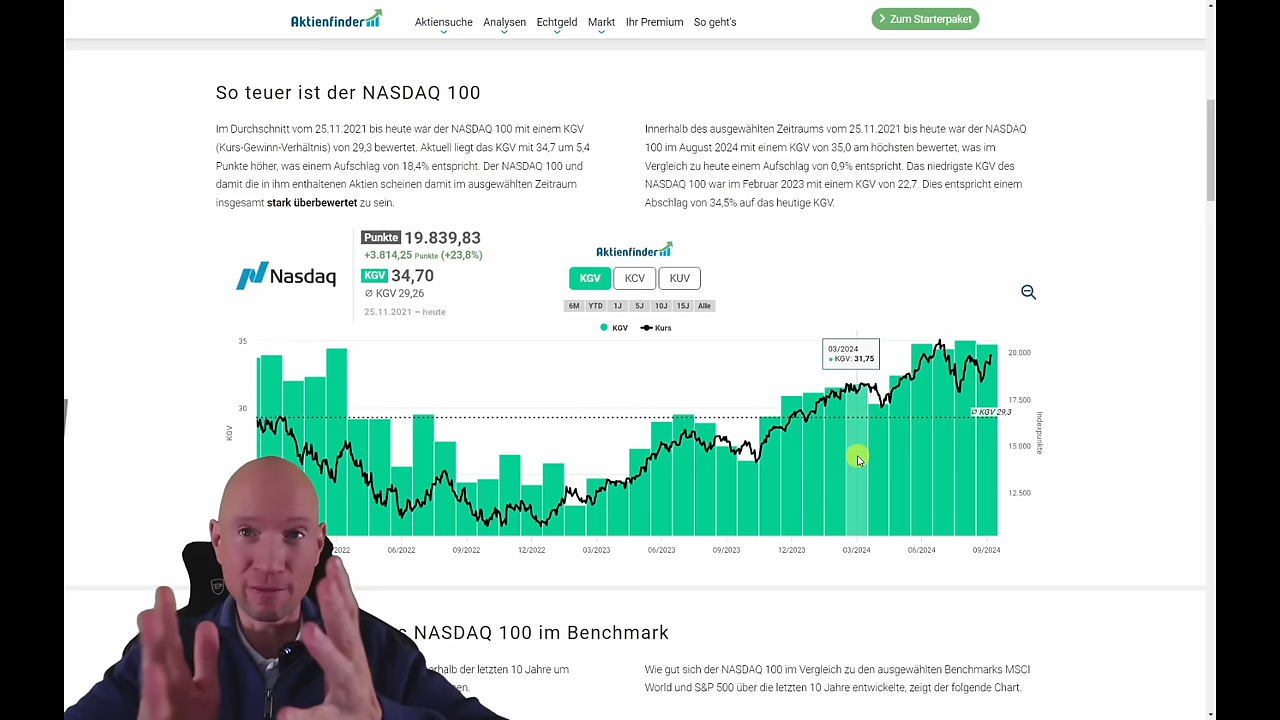 Aktienfinder
Aktiensuche Analysen Echtgeld Markt Ihr Premium So geht's
Zum Starterpaket
So teuer ist der NASDAQ 100
Im Durchschnitt vom 25.11.2021 bis heute war der NASDAQ 100 mit einem KGV
(Kurs-Gewinn-Verhältnis) von 29,3 bewertet. Aktuell liegt das KGV mit 34,7 um 5,4
Punkte höher, was einem Aufschlag von 18,4% entspricht. Der NASDAQ 100 und
damit die in ihm enthaltenen Aktien scheinen damit im ausgewählten Zeitraum
insgesamt stark überbewertet zu sein.
Innerhalb des ausgewählten Zeitraums vom 25.11.2021 bis heute war der NASDAQ
100 im August 2024 mit einem KGV von 35,0 am höchsten bewertet, was im
Vergleich zu heute einem Aufschlag von 0,9% entspricht. Das niedrigste KGV des
NASDAQ 100 war im Februar 2023 mit einem KGV von 22,7. Dies entspricht einem
Abschlag von 34,5% auf das heutige KGV.
Nasdaq
Punkte 19.839,83
+3.814,25 Punkte (+23,8%)
KGV 34,70
Ø KGV 29,26
25.11.2021 – heute
Aktienfinder
KGV KCV KUV
6M YTD 1J 5J 10J 15J Alle
KGV Kurs
35
30
KGV
03/2024
KGV: 31,75
20.000
17.500
Ø KGV 29,3
15.000
12.500
Indexpunkte
2022 06/2022 09/2022 12/2022 03/2023 06/2023 09/2023 12/2023 03/2024 06/2024 09/2024
s NASDAQ 100 im Benchmark
erhalb der letzten 10 Jahre um
en.
Wie gut sich der NASDAQ 100 im Vergleich zu den ausgewählten Benchmarks MSCI
World und S&P 500 über die letzten 10 Jahre entwickelte, zeigt der folgende Chart.